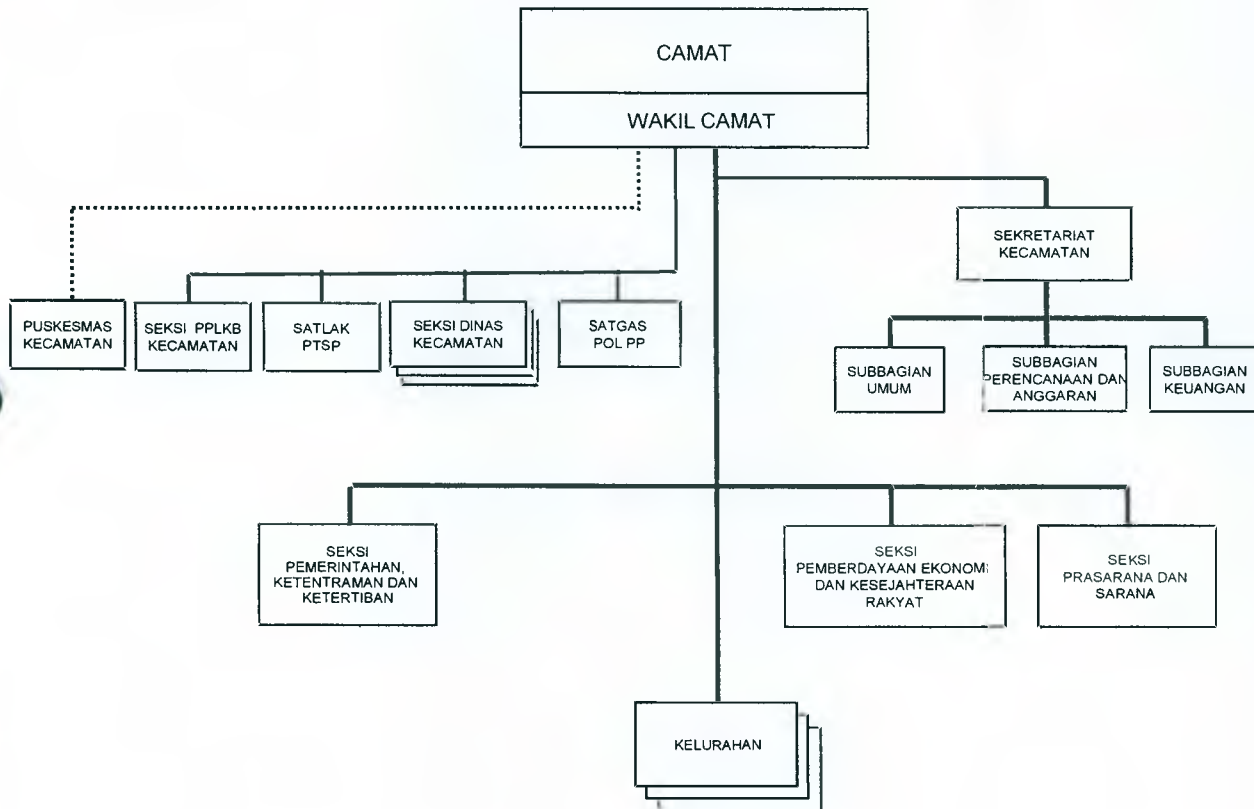 CAMAT
WAKIL CAMAT
SEKRETARIAT
KECAMATAN
PUSKESMAS
KECAMATAN
SEKSI PPLKB
KECAMATAN
SATLAK
PTSP
SEKSI DINAS
KECAMATAN
SATGAS
POL PP
SUBBAGIAN
UMUM
SUBBAGIAN
PERENCANAAN DAN
ANGGARAN
SUBBAGIAN
KEUANGAN
SEKSI
PEMERINTAHAN,
KETENTRAMAN DAN
KETERTIBAN
SEKSI
PEMBERDAYAAN EKONOMI
DAN KESEJAHTERAAN
RAKYAT
SEKSI
PRASARANA DAN
SARANA
KELURAHAN